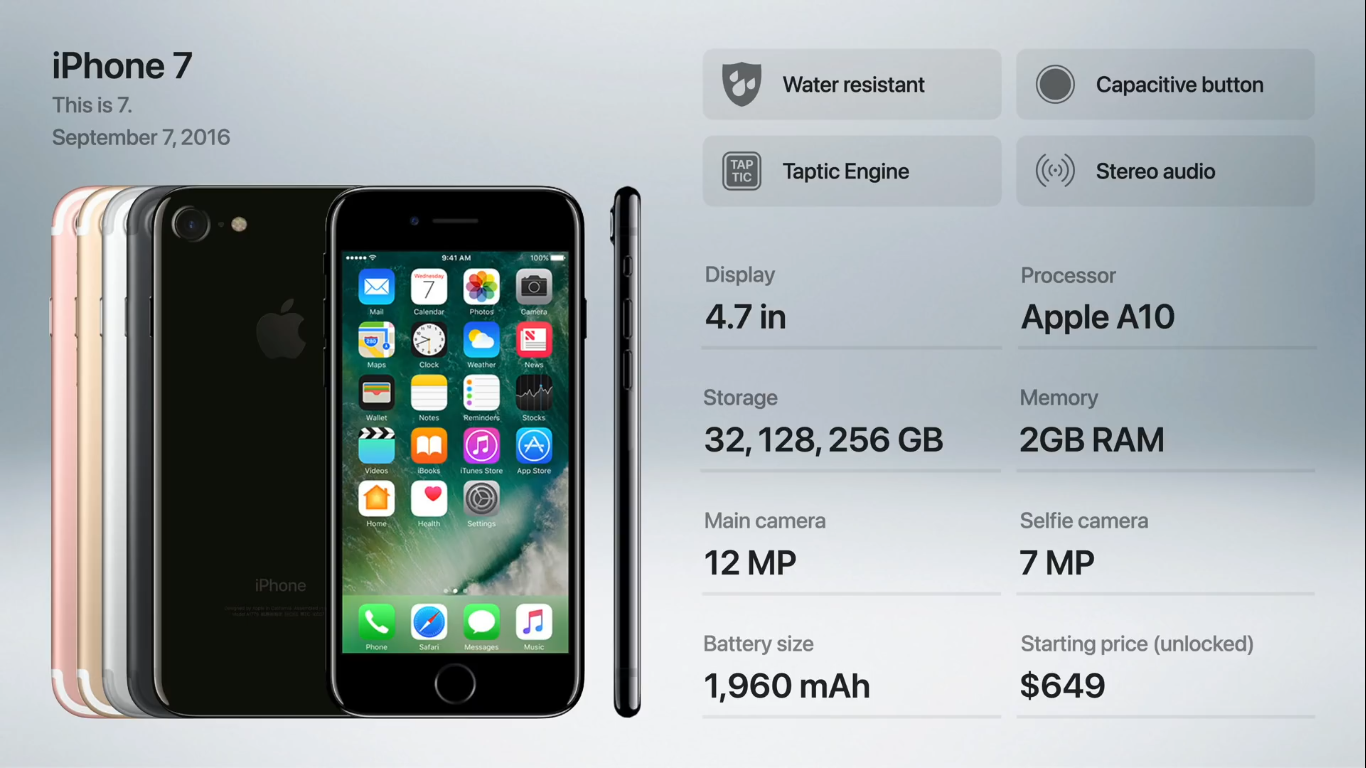 iPhone 7
This is 7.
September 7, 2016
Water resistant
Capacitive button
TAP
TIC
Taptic Engine
Stereo audio
9:41 AM
100%
Wednesday
7
Mail
Calendar
Photos
Camera
280
Maps
Clock
Weather
News
Wallet
Notes
Reminders
Stocks
Videos
iBooks
iTunes Store
App Store
Home
Health
Settings
Phone
Safari
Messages
Music
iPhone
Display
4.7 in
Processor
Apple A10
Storage
32, 128, 256 GB
Memory
2GB RAM
Main camera
12 MP
Selfie camera
7 MP
Battery size
1,960 mAh
Starting price (unlocked)
$649